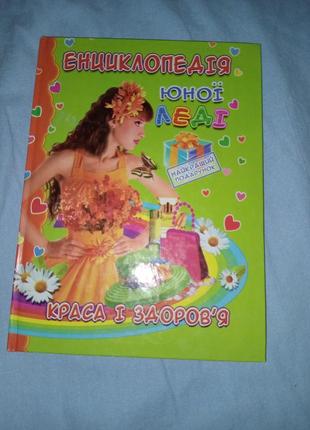 ЕНЦИКЛОПЕДІЯ
ЮНОЇ
ЛЕДІ
НАЙКРАЩИЙ
ПОДАРУНОК
КРАСА І ЗДОРОВ'Я